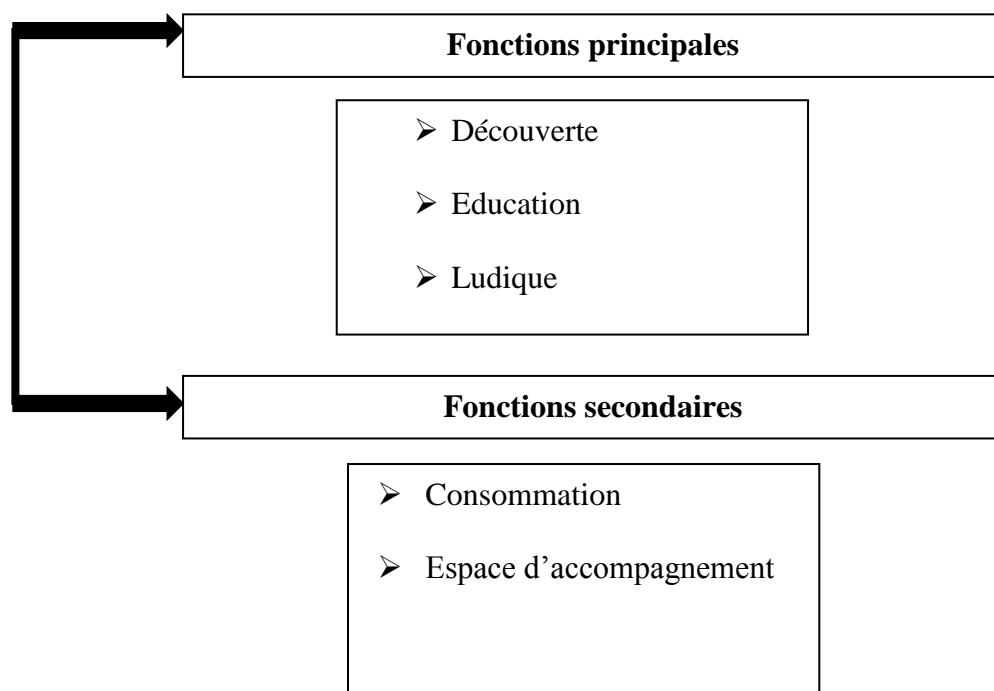 Fonctions principales
➢ Découverte
➢ Education
➢ Ludique
Fonctions secondaires
➢ Consommation
➢ Espace d’accompagnement